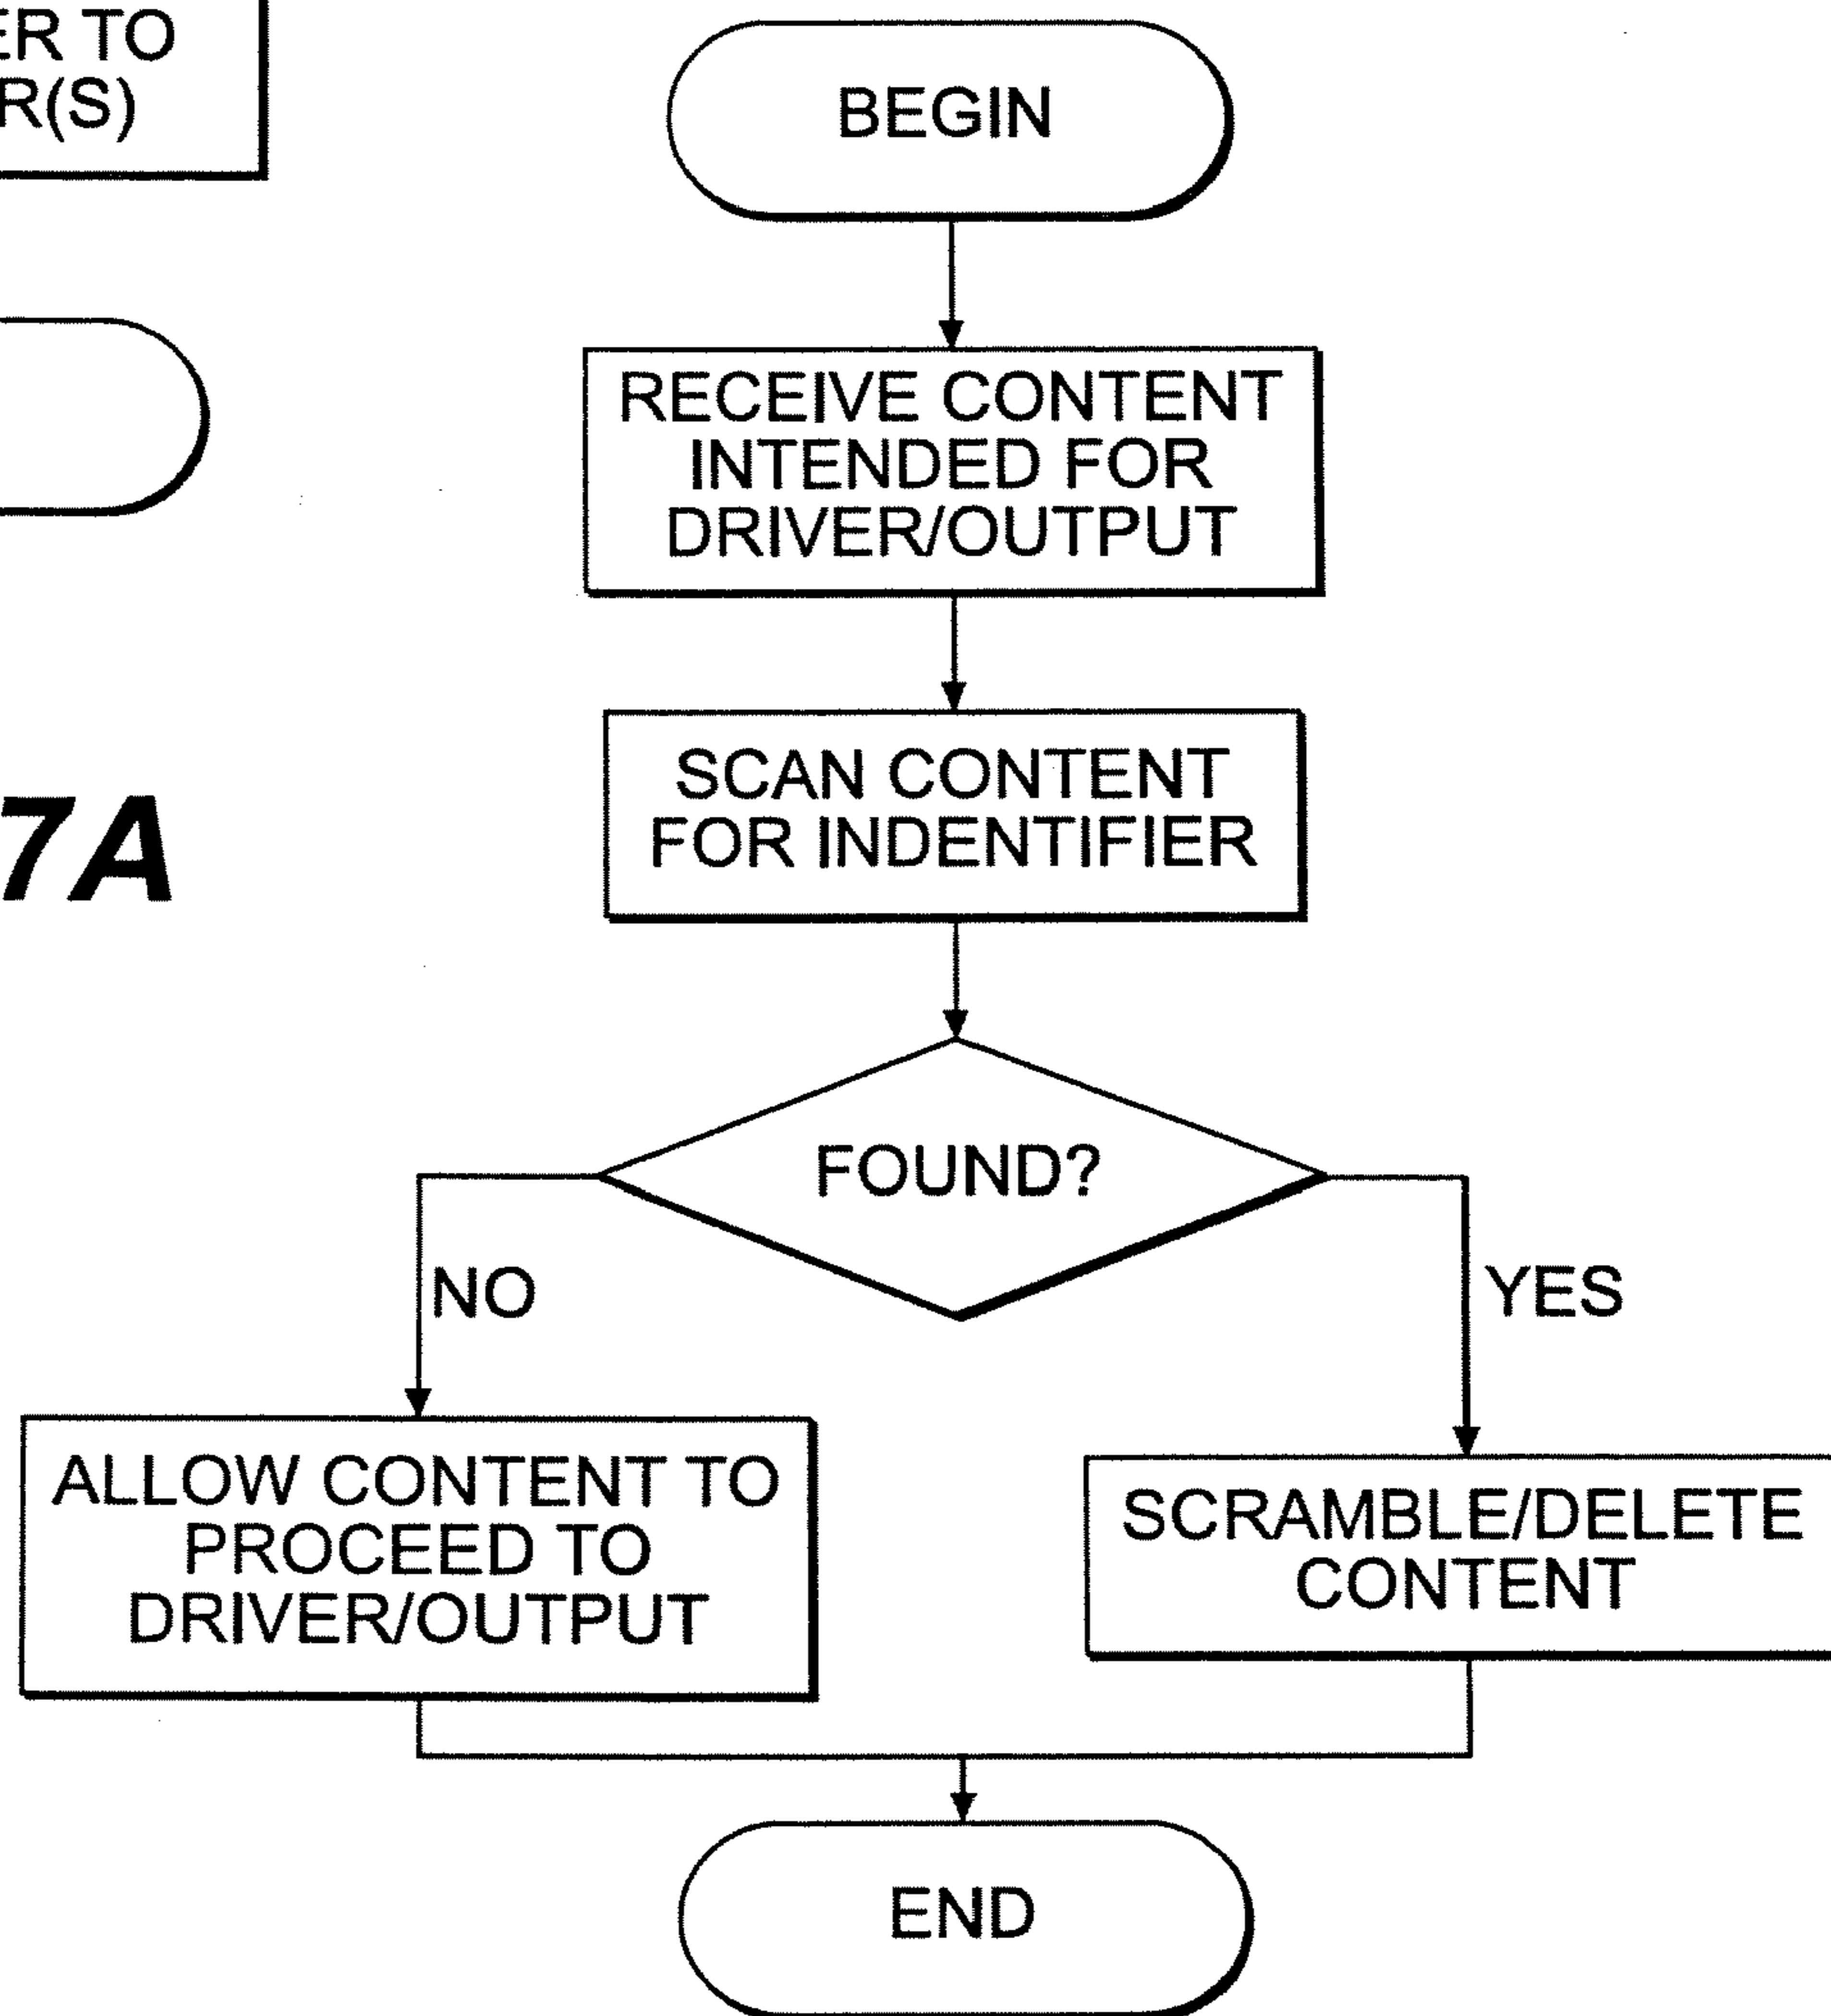 ER TO
R(S)
7A
BEGIN
RECEIVE CONTENT
INTENDED FOR
DRIVER/OUTPUT
SCAN CONTENT
FOR INDENTIFIER
FOUND?
NO
YES
ALLOW CONTENT TO
PROCEED TO
DRIVER/OUTPUT
SCRAMBLE/DELETE
CONTENT
END